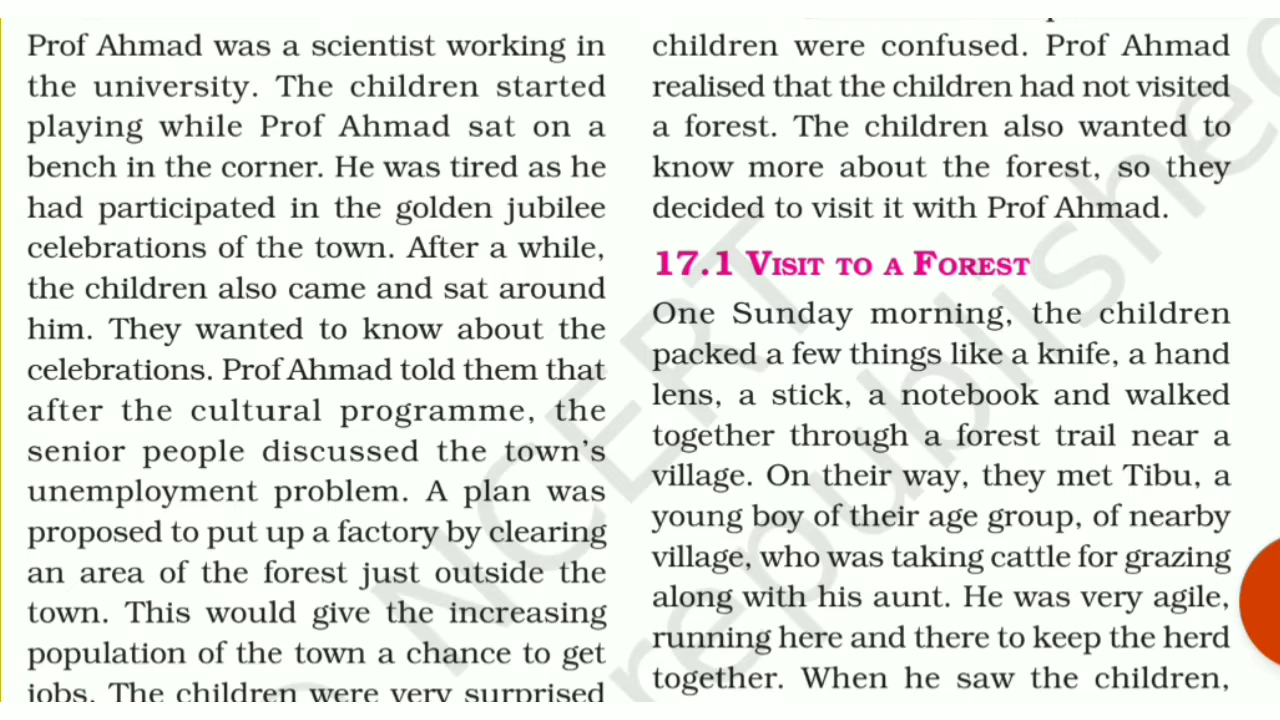 Prof Ahmad was a scientist working in
the university. The children started
playing while Prof Ahmad sat on a
bench in the corner. He was tired as he
had participated in the golden jubilee
celebrations of the town. After a while,
the children also came and sat around
him. They wanted to know about the
celebrations. Prof Ahmad told them that
after the cultural programme, the
senior people discussed the town's
unemployment problem. A plan was
proposed to put up a factory by clearing
an area of the forest just outside the
town. This would give the increasing
population of the town a chance to get
jobs. The children were very surprised
children were confused. Prof Ahmad
realised that the children had not visited
a forest. The children also wanted to
know more about the forest, so they
decided to visit it with Prof Ahmad.
17.1 VISIT TO A FOREST
One Sunday morning, the children
packed a few things like a knife, a hand
lens, a stick, a notebook and walked
together through a forest trail near a
village. On their way, they met Tibu, a
young boy of their age group, of nearby
village, who was taking cattle for grazing
along with his aunt. He was very agile,
running here and there to keep the herd
together. When he saw the children,
NCERT
republished